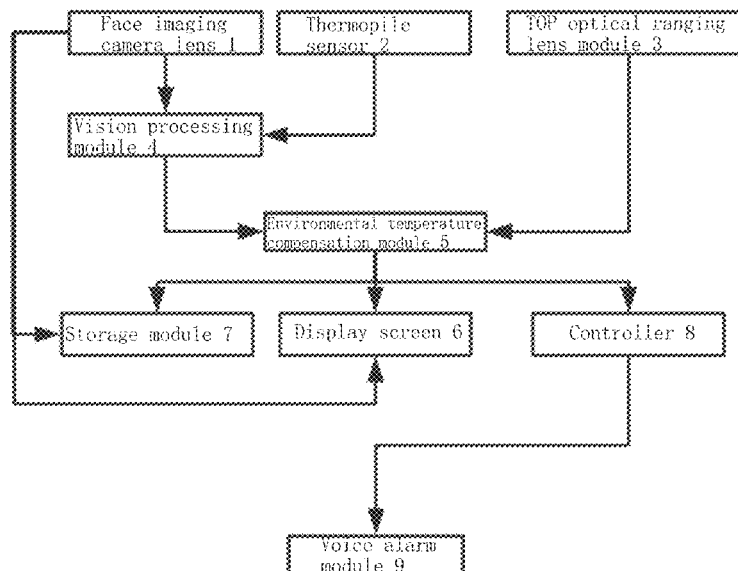 Face imaging
camera lens 1
Thermopile
sensor 2
TOP optical ranging
lens module 3
Vision processing
module 4
Environmental temperature
compensation module 5
Storage module 7
Display screen 6
Controller 8
Voice alarm
module 9